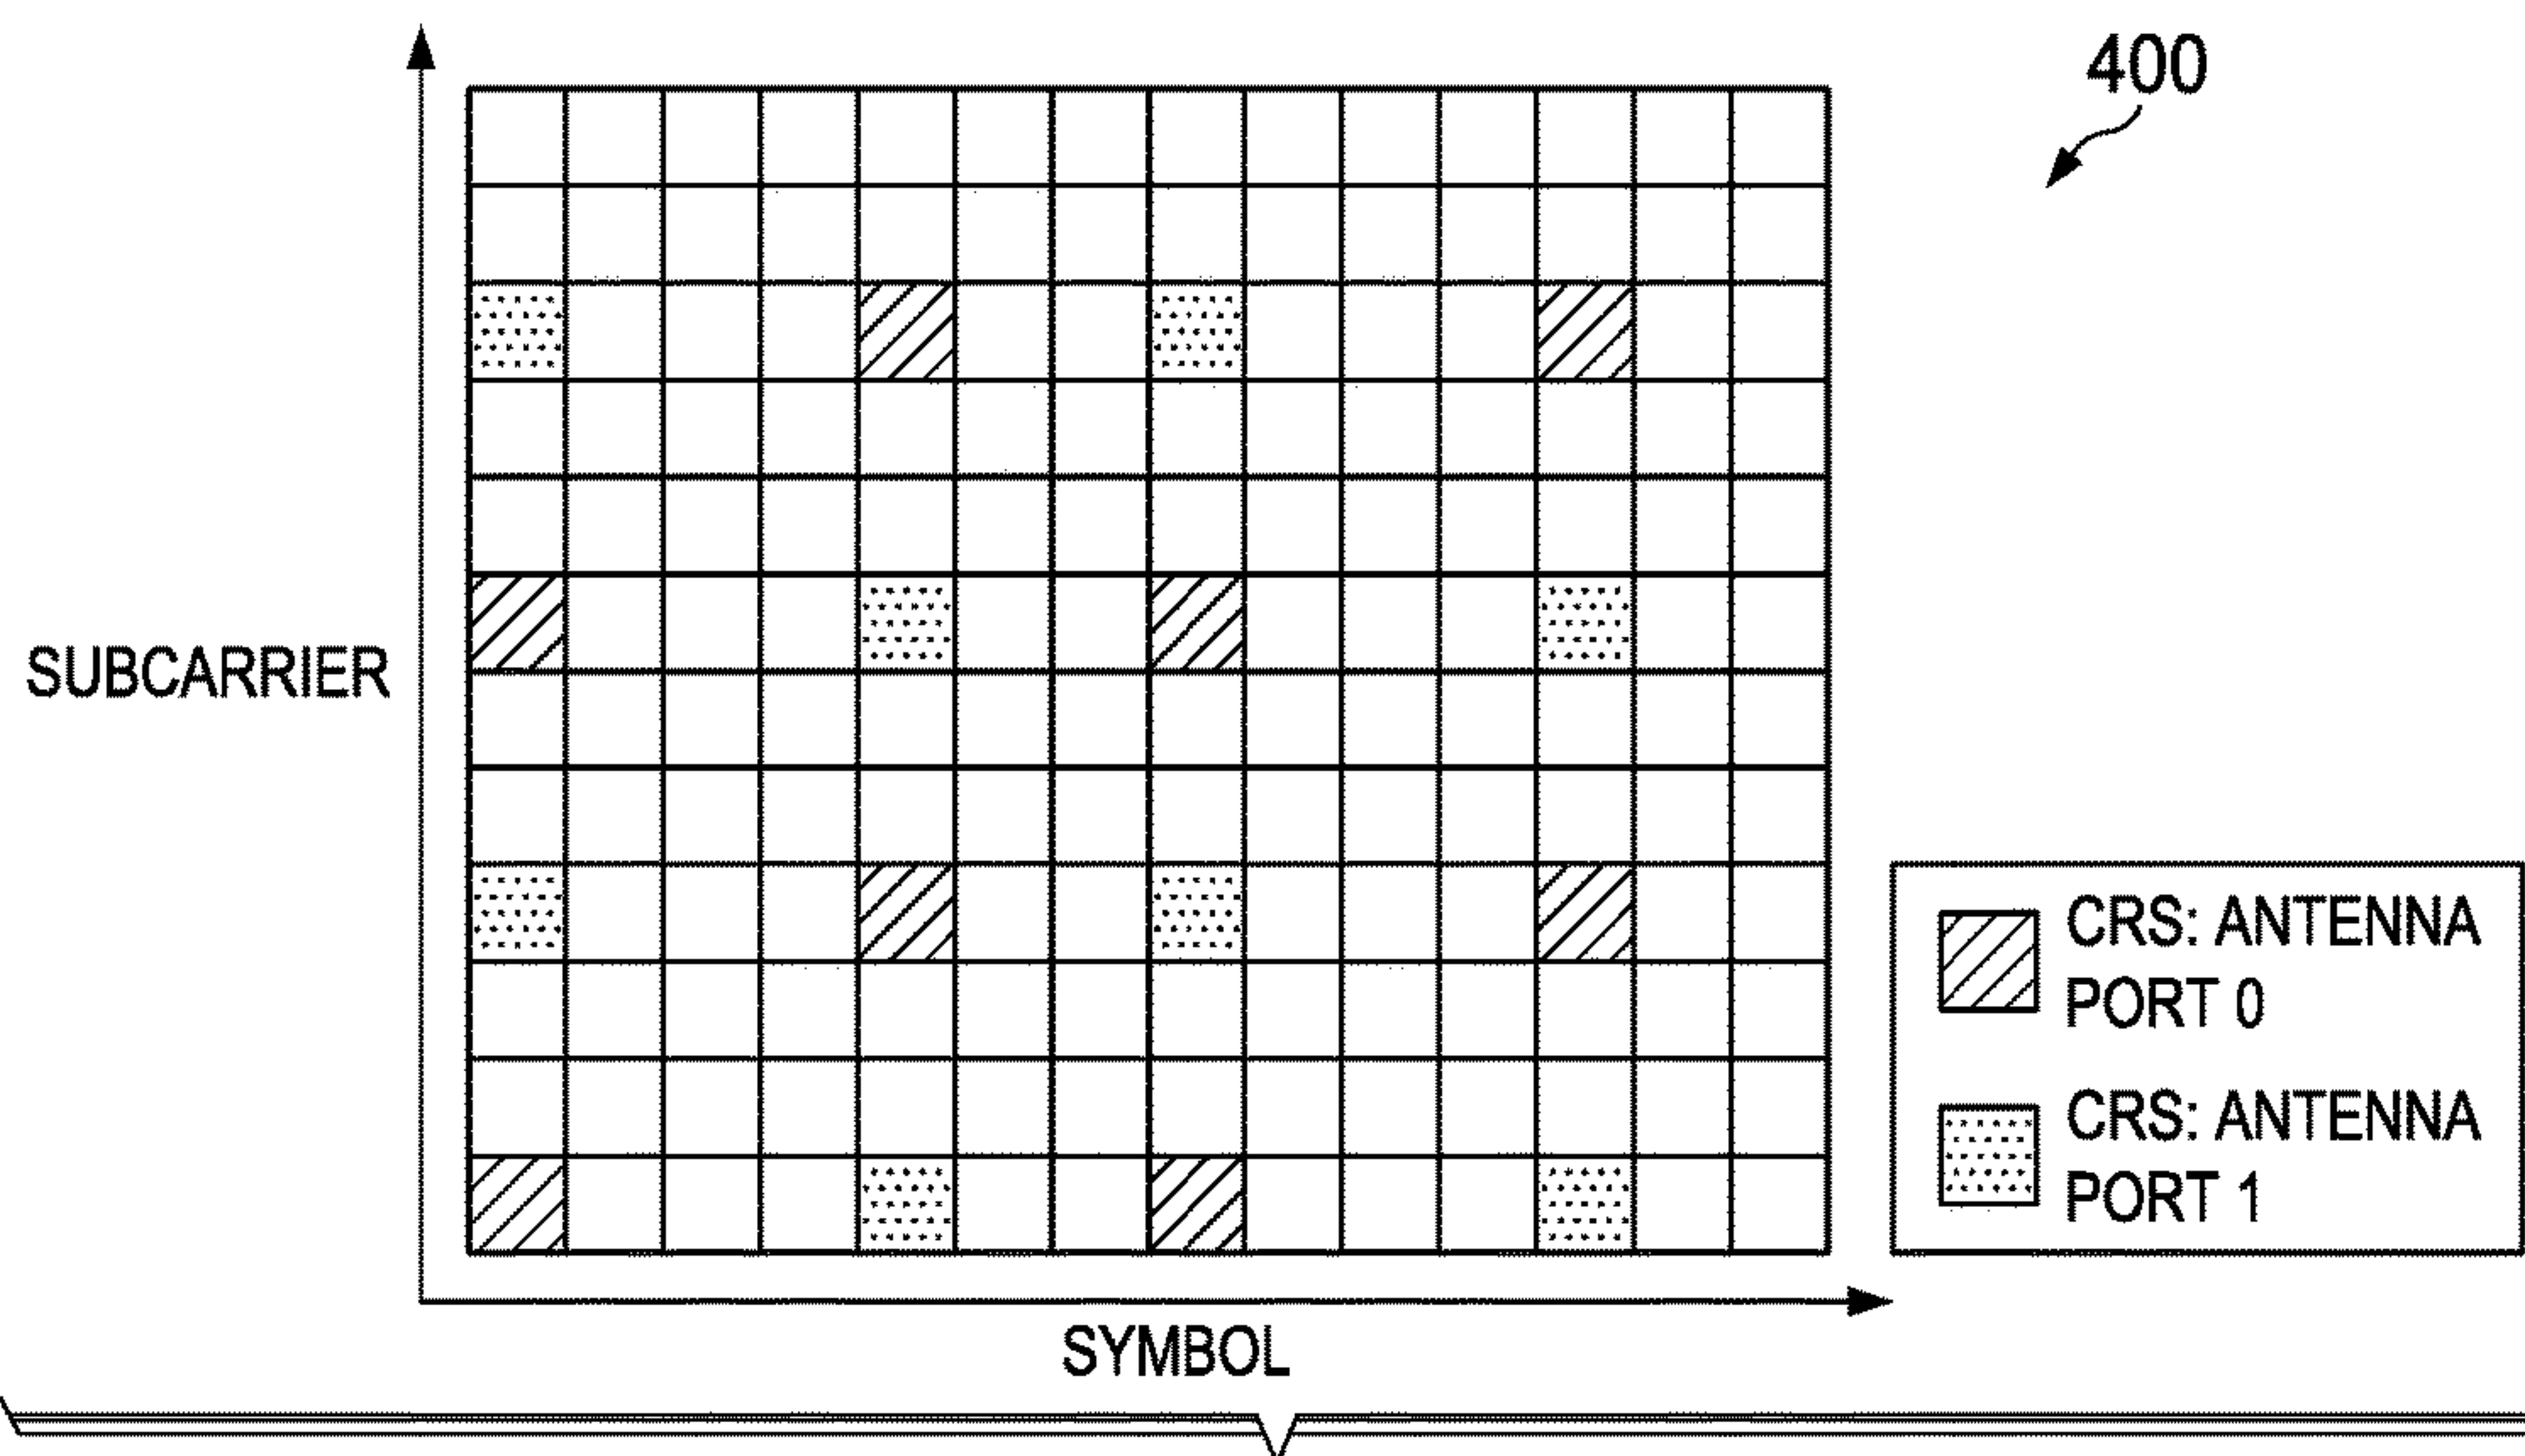 400
SUBCARRIER
CRS: ANTENNA
PORT 0
CRS: ANTENNA
PORT 1
SYMBOL